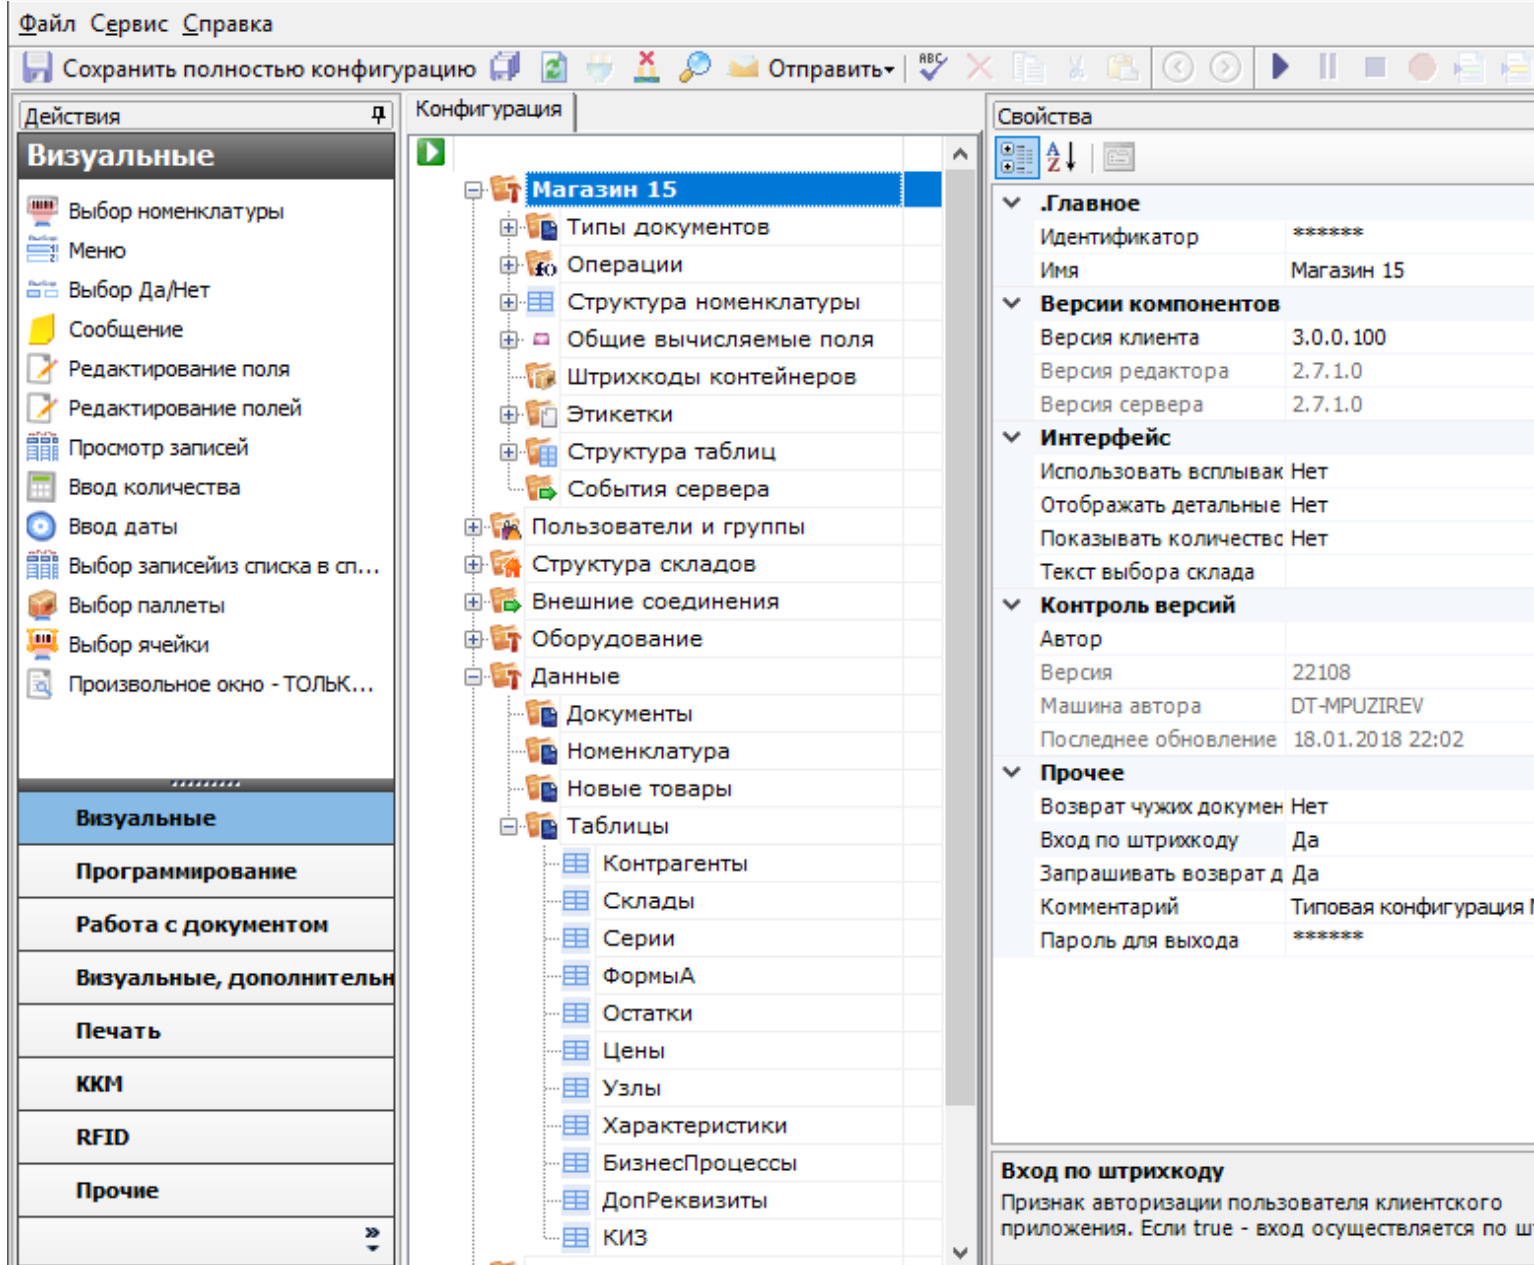 Файл Сервис Справка
Сохранить полностью конфигурацию Отправить
ABC
Действия
Визуальные
Выбор номенклатуры
Меню
Выбор Да/Нет
Сообщение
Редактирование поля
Редактирование полей
Просмотр записей
Ввод количества
Ввод даты
Выбор записейиз списка в сп...
Выбор паллеты
Выбор ячейки
Произвольное окно - ТОЛЬК...
Визуальные
Программирование
Работа с документом
Визуальные, дополнительн
Печать
ККМ
RFID
Прочие
Конфигурация
Магазин 15
Типы документов
Операции
Структура номенклатуры
Общие вычисляемые поля
Штрихкоды контейнеров
Этикетки
Структура таблиц
События сервера
Пользователи и группы
Структура складов
Внешние соединения
Оборудование
Данные
Документы
Номенклатура
Новые товары
Таблицы
Контрагенты
Склады
Серии
ФормыА
Остатки
Цены
Узлы
Характеристики
БизнесПроцессы
ДопРеквизиты
КИЗ
Свойства
.Главное
Идентификатор ******
Имя Магазин 15
Версии компонентов
Версия клиента 3.0.0.100
Версия редактора 2.7.1.0
Версия сервера 2.7.1.0
Интерфейс
Использовать всплывак Нет
Отображать детальные Нет
Показывать количество Нет
Текст выбора склада
Контроль версий
Автор
Версия 22108
Машина автора DT-MPUZIREV
Последнее обновление 18.01.2018 22:02
Прочее
Возврат чужих докумен Нет
Вход по штрихкоду Да
Запрашивать возврат д Да
Комментарий Типовая конфигурация
Пароль для выхода ******
Вход по штрихкоду
Признак авторизации пользователя клиентского
приложения. Если true - вход осуществляется по ш